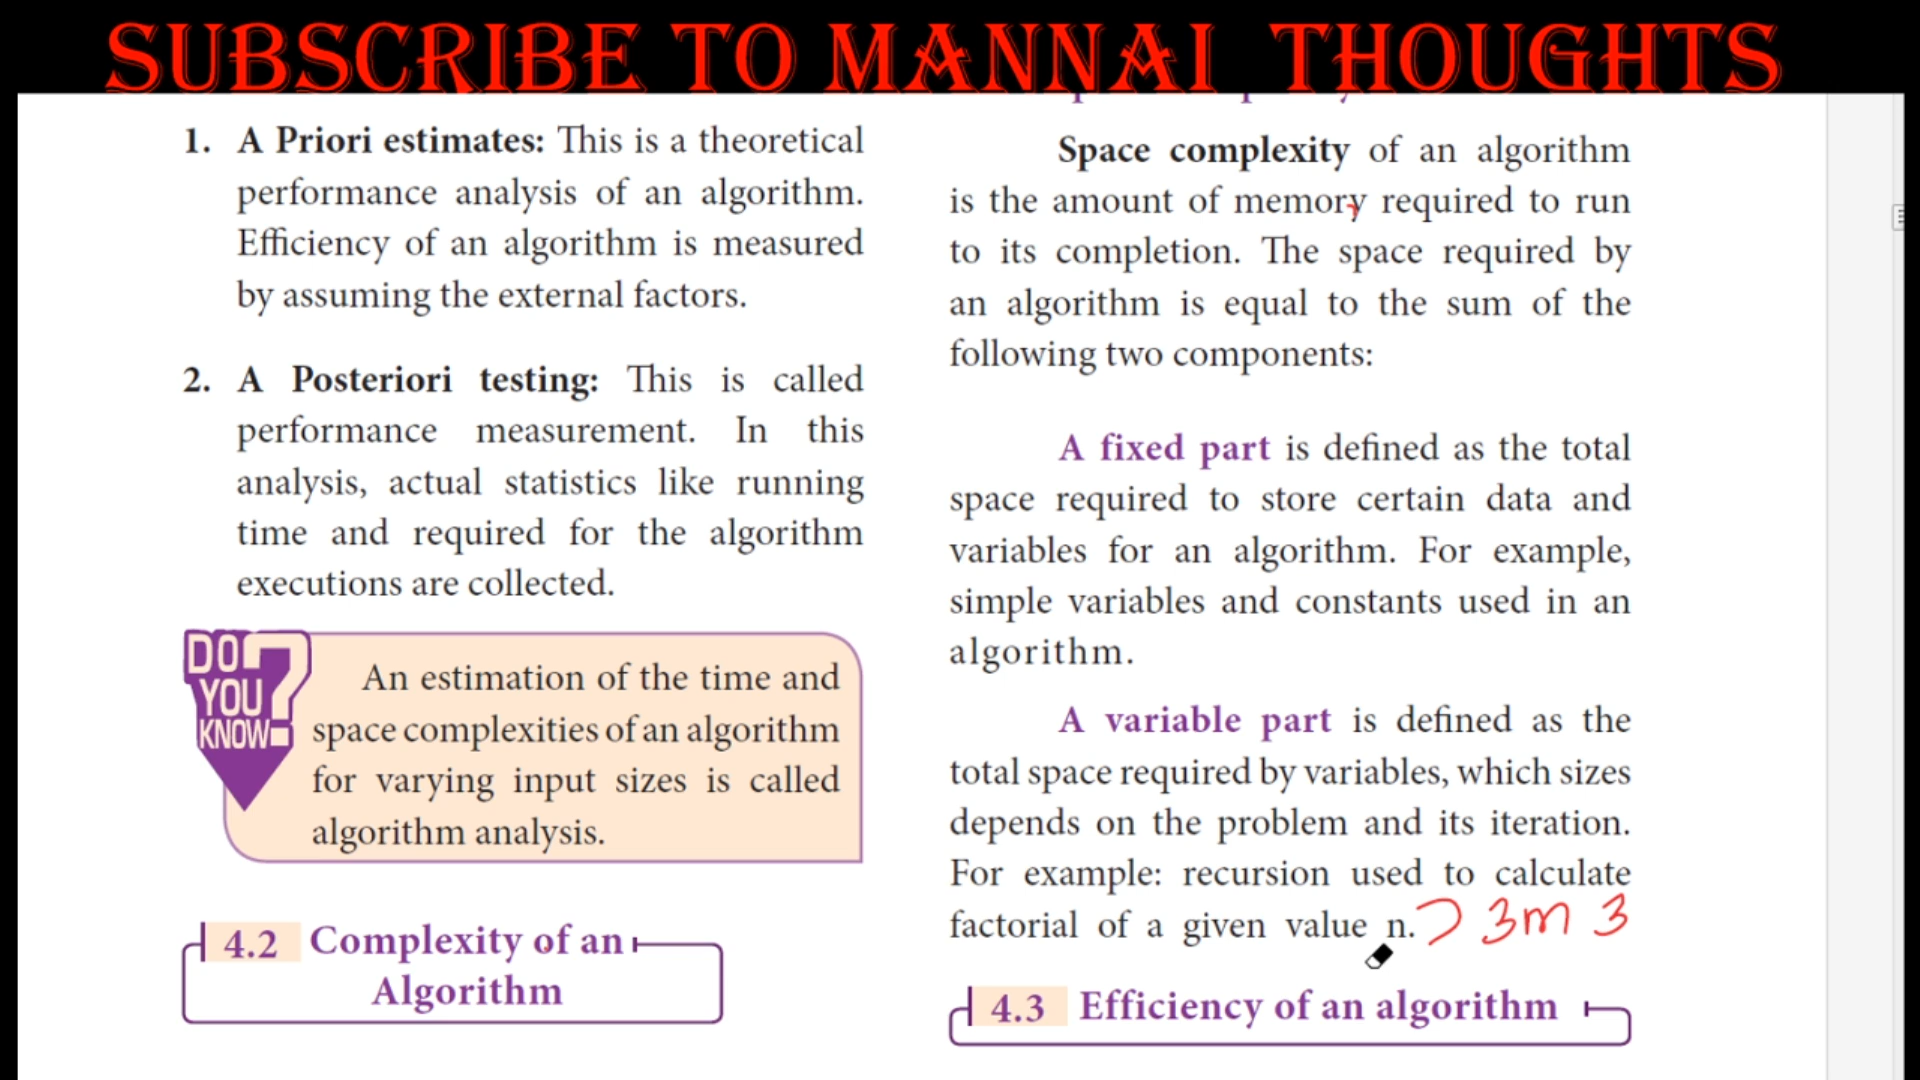 SUBSCRIBE TO MANNAI THOUGHTS
1. A Priori estimates: This is a theoretical
performance analysis of an algorithm.
Efficiency of an algorithm is measured
by assuming the external factors.
2. A Posteriori testing: This is called
performance measurement. In this
analysis, actual statistics like running
time and required for the algorithm
executions are collected.
DO
YOU
KNOW?
An estimation of the time and
space complexities of an algorithm
for varying input sizes is called
algorithm analysis.
4.2 Complexity of an
Algorithm
Space complexity of an algorithm
is the amount of memory required to run
to its completion. The space required by
an algorithm is equal to the sum of the
following two components:
A fixed part is defined as the total
space required to store certain data and
variables for an algorithm. For example,
simple variables and constants used in an
algorithm.
A variable part is defined as the
total space required by variables, which sizes
depends on the problem and its iteration.
For example: recursion used to calculate
factorial of a given value n. 3m 3
4.3 Efficiency of an algorithm